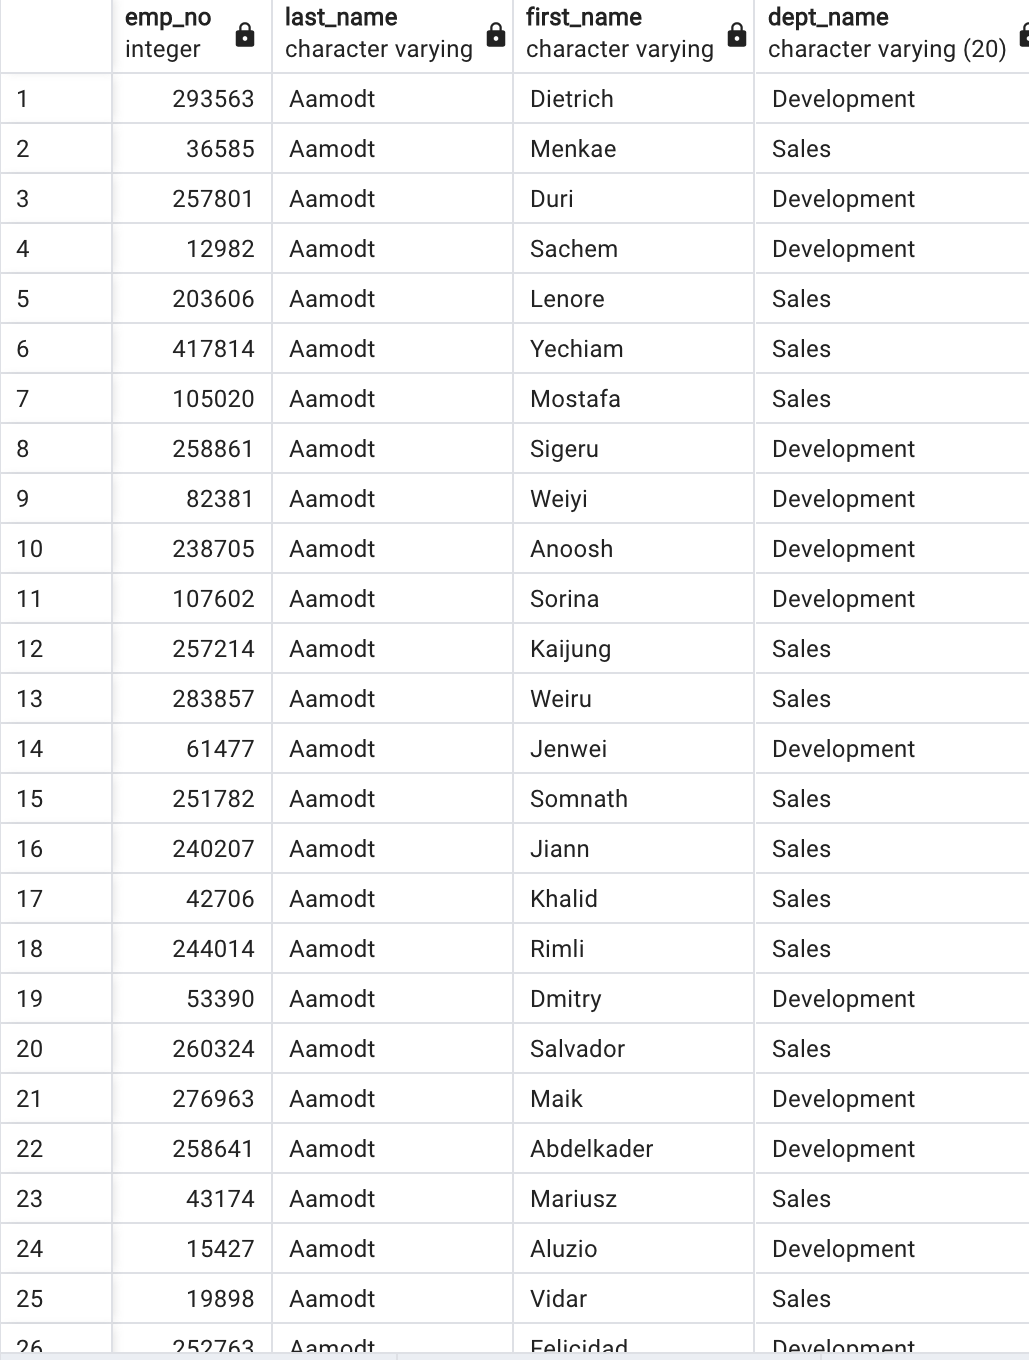 emp_no last_name first_name dept_name
integer character varying character varying character varying (20)
1 293563 Aamodt Dietrich Development
2 36585 Aamodt Menkae Sales
3 257801 Aamodt Duri Development
4 12982 Aamodt Sachem Development
5 203606 Aamodt Lenore Sales
6 417814 Aamodt Yechiam Sales
7 105020 Aamodt Mostafa Sales
8 258861 Aamodt Sigeru Development
9 82381 Aamodt Weiyi Development
10 238705 Aamodt Anoosh Development
11 107602 Aamodt Sorina Development
12 257214 Aamodt Kaijung Sales
13 283857 Aamodt Weiru Sales
14 61477 Aamodt Jenwei Development
15 251782 Aamodt Somnath Sales
16 240207 Aamodt Jiann Sales
17 42706 Aamodt Khalid Sales
18 244014 Aamodt Rimli Sales
19 53390 Aamodt Dmitry Development
20 260324 Aamodt Salvador Sales
21 276963 Aamodt Maik Development
22 258641 Aamodt Abdelkader Development
23 43174 Aamodt Mariusz Sales
24 15427 Aamodt Aluzio Development
25 19898 Aamodt Vidar Sales
26 252763 Aamodt Felicidad Development